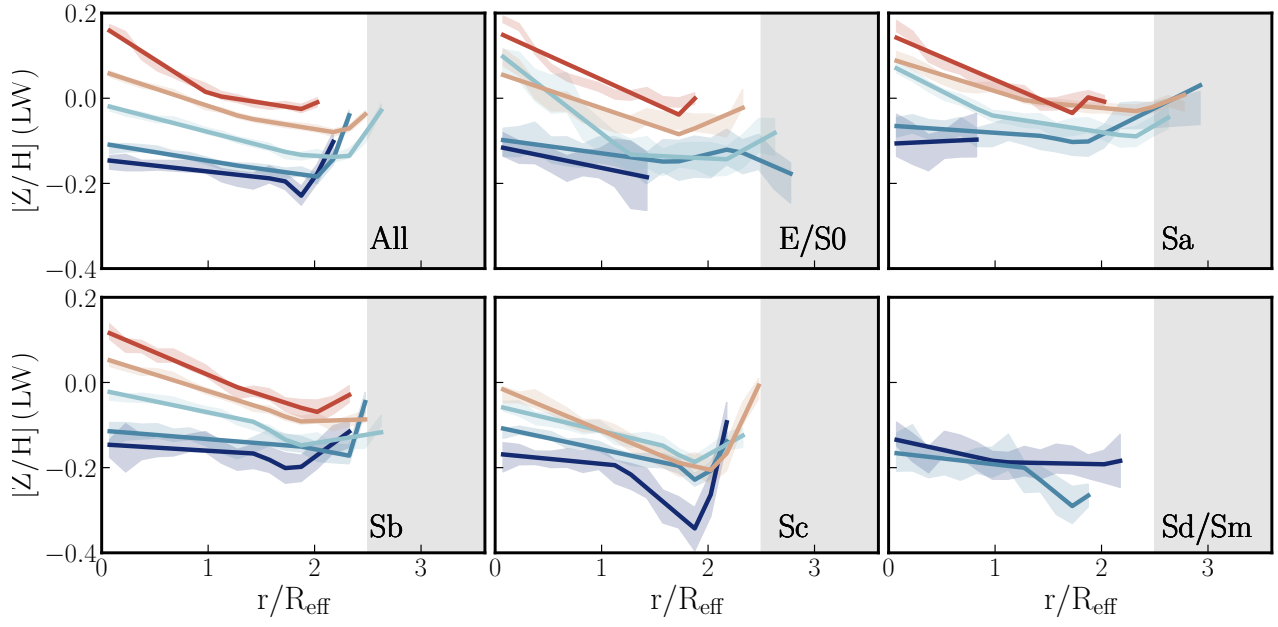 [Z/H] (LW)
0.2
0.0
−0.2
−0.4
All
E/S0
Sa
[Z/H] (LW)
0.2
0.0
−0.2
−0.4
Sb
Sc
Sd/Sm
0 1 2 3 0 1 2 3 0 1 2 3
r/R_eff r/R_eff r/R_eff